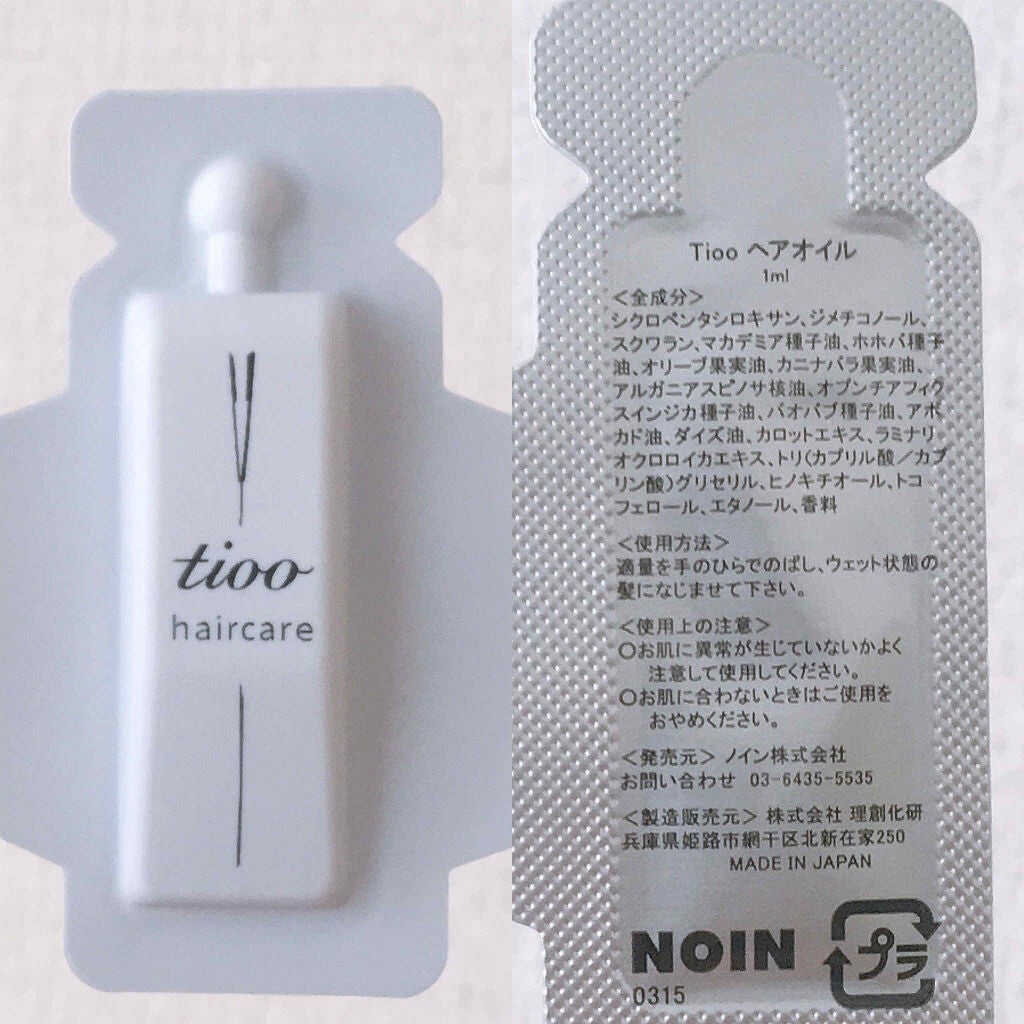 tioo
haircare
Tioo ヘアオイル
1ml
＜全成分＞
シクロペンタシロキサン、ジメチコノール、
スクワラン、マカデミア種子油、ホホバ種子
油、オリーブ果実油、カニナバラ果実油、
アルガニアスピノサ核油、オプンチアフィク
スインジカ種子油、バオバブ種子油、アボ
カド油、ダイズ油、カロットエキス、ラミナリ
オクロロイカエキス、トリ(カプリル酸／カプ
リン酸)グリセリル、ヒノキチオール、トコ
フェロール、エタノール、香料
＜使用方法＞
適量を手のひらでのばし、ウェット状態の
髪になじませて下さい。
＜使用上の注意＞
〇お肌に異常が生じていないかよく
注意して使用してください。
〇お肌に合わないときはご使用を
おやめください。
＜発売元＞ ノイン株式会社
お問い合わせ 03-6435-5535
＜製造販売元＞ 株式会社 理創化研
兵庫県姫路市網干区北新在家250
MADE IN JAPAN
NOIN
プラ
0315